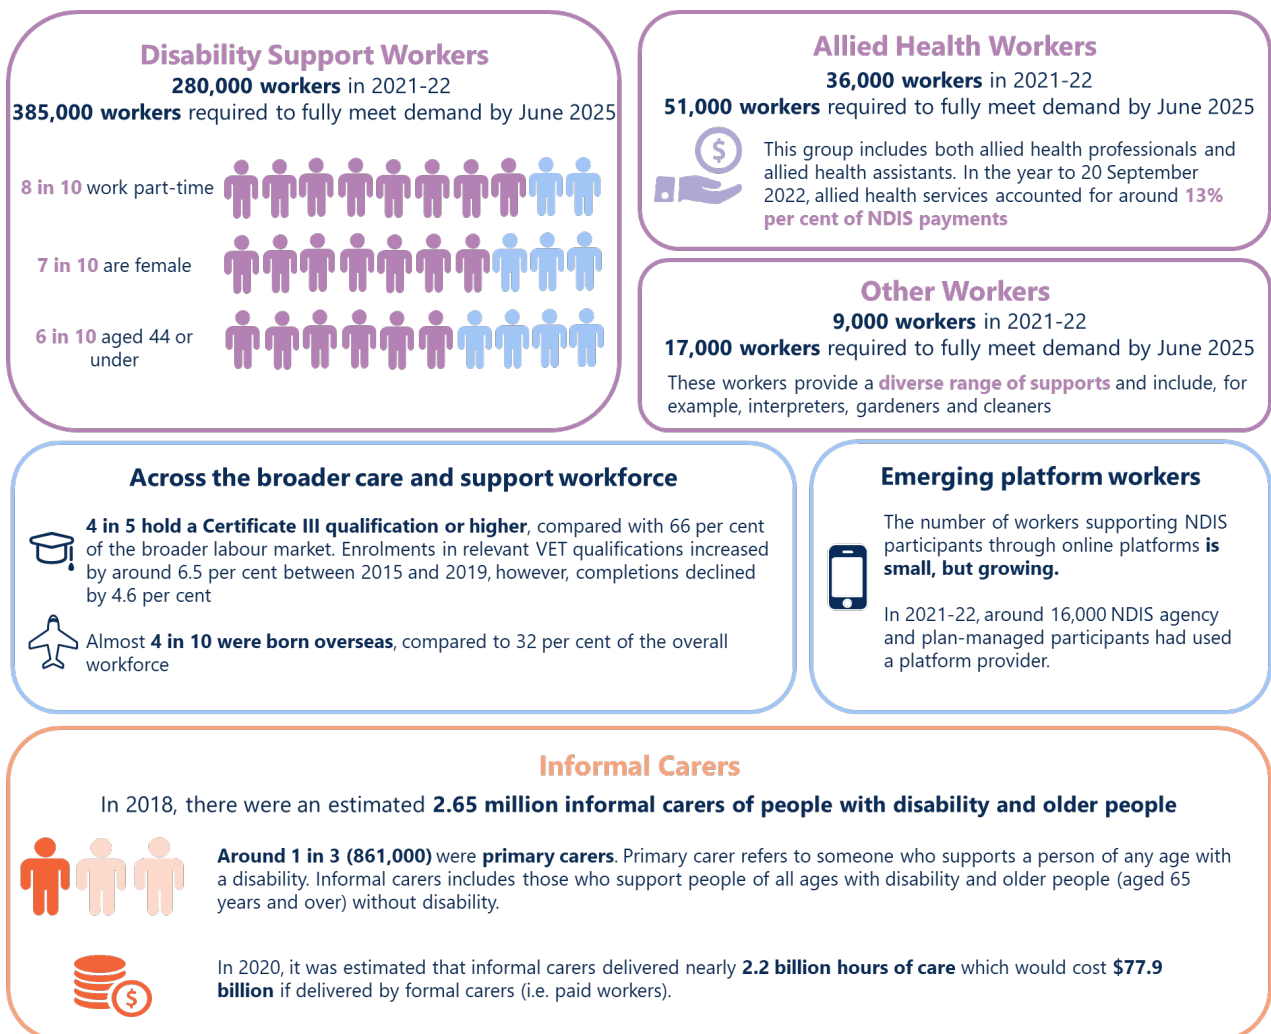 Disability Support Workers
280,000 workers in 2021-22
385,000 workers required to fully meet demand by June 2025
8 in 10 work part-time
7 in 10 are female
6 in 10 aged 44 or
under
Allied Health Workers
36,000 workers in 2021-22
51,000 workers required to fully meet demand by June 2025
$
This group includes both allied health professionals and
allied health assistants. In the year to 20 September
2022, allied health services accounted for around 13%
per cent of NDIS payments
Other Workers
9,000 workers in 2021-22
17,000 workers required to fully meet demand by June 2025
These workers provide a diverse range of supports and include, for
example, interpreters, gardeners and cleaners
Across the broader care and support workforce
4 in 5 hold a Certificate III qualification or higher, compared with 66 per cent
of the broader labour market. Enrolments in relevant VET qualifications increased
by around 6.5 per cent between 2015 and 2019, however, completions declined
by 4.6 per cent
Almost 4 in 10 were born overseas, compared to 32 per cent of the overall
workforce
Emerging platform workers
The number of workers supporting NDIS
participants through online platforms is
small, but growing.
In 2021-22, around 16,000 NDIS agency
and plan-managed participants had used
a platform provider.
Informal Carers
In 2018, there were an estimated 2.65 million informal carers of people with disability and older people
Around 1 in 3 (861,000) were primary carers. Primary carer refers to someone who supports a person of any age with
a disability. Informal carers includes those who support people of all ages with disability and older people (aged 65
years and over) without disability.
$
In 2020, it was estimated that informal carers delivered nearly 2.2 billion hours of care which would cost $77.9
billion if delivered by formal carers (i.e. paid workers).